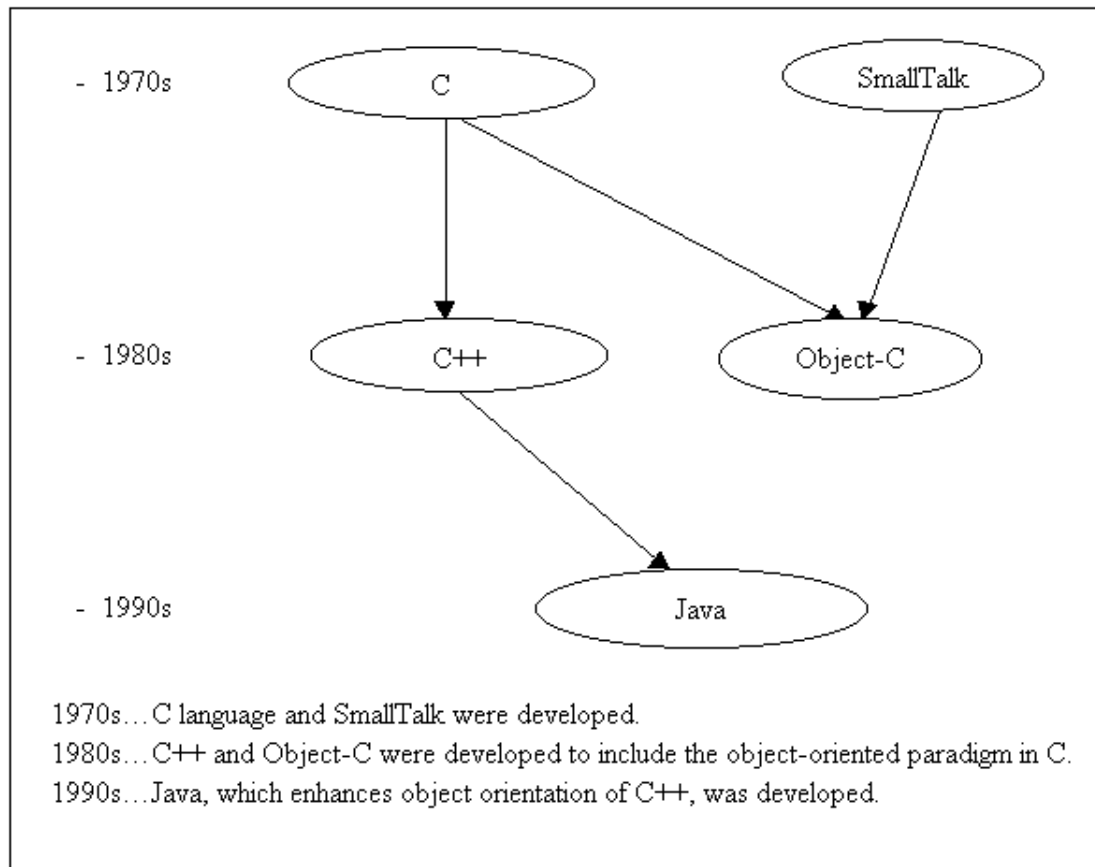 - 1970s C SmallTalk
- 1980s C++ Object-C
- 1990s Java
1970s...C language and SmallTalk were developed.
1980s...C++ and Object-C were developed to include the object-oriented paradigm in C.
1990s...Java, which enhances object orientation of C++, was developed.